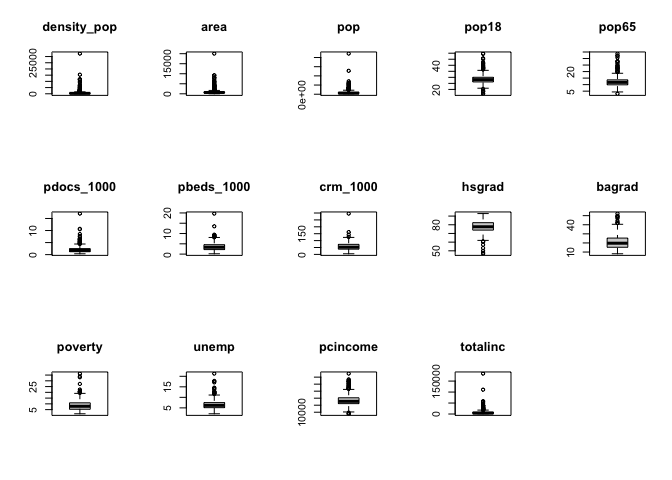 density_pop area pop pop18 pop65
25000 15000 0e+00 40 20
0 0 20 5
pdocs_1000 pbeds_1000 crm_1000 hsgrad bagrad
10 20 150 80 40
0 10 0 50 10
0
poverty unemp pcincome totalinc
25 15 10000 150000
5 5 0